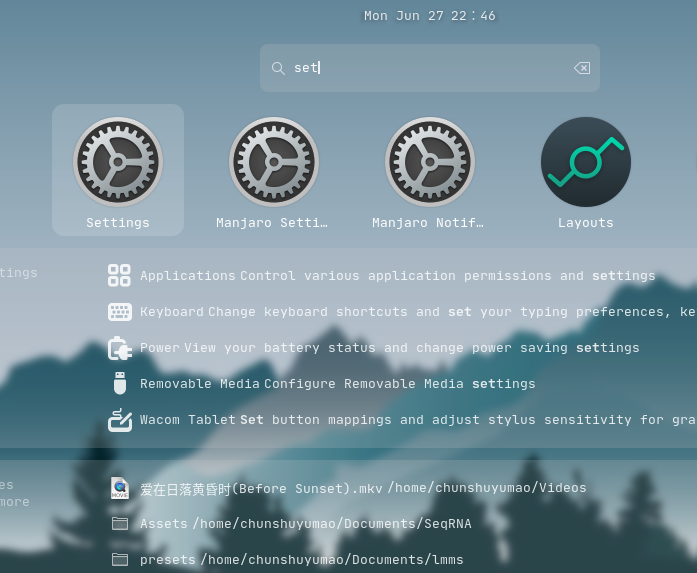 Mon Jun 27 22：46
set
Settings
Manjaro Setti…
Manjaro Notif…
Layouts
tings
Applications Control various application permissions and settings
Keyboard Change keyboard shortcuts and set your typing preferences, ke
Power View your battery status and change power saving settings
Removable Media Configure Removable Media settings
Wacom Tablet Set button mappings and adjust stylus sensitivity for gra
es
more
MOVIE
爱在日落黄昏时(Before Sunset).mkv /home/chunshuyumao/Videos
Assets /home/chunshuyumao/Documents/SeqRNA
presets /home/chunshuyumao/Documents/lmms